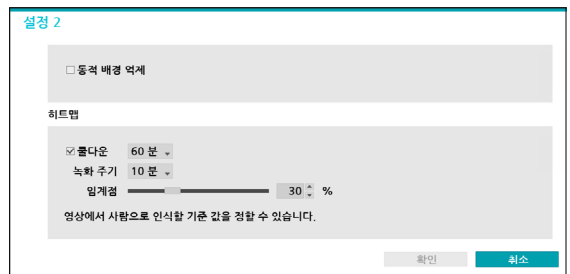 설정 2
동적 배경 억제
히트맵
쿨다운 60 분
녹화 주기 10 분
임계점 30 %
영상에서 사람으로 인식할 기준 값을 정할 수 있습니다.
확인 취소